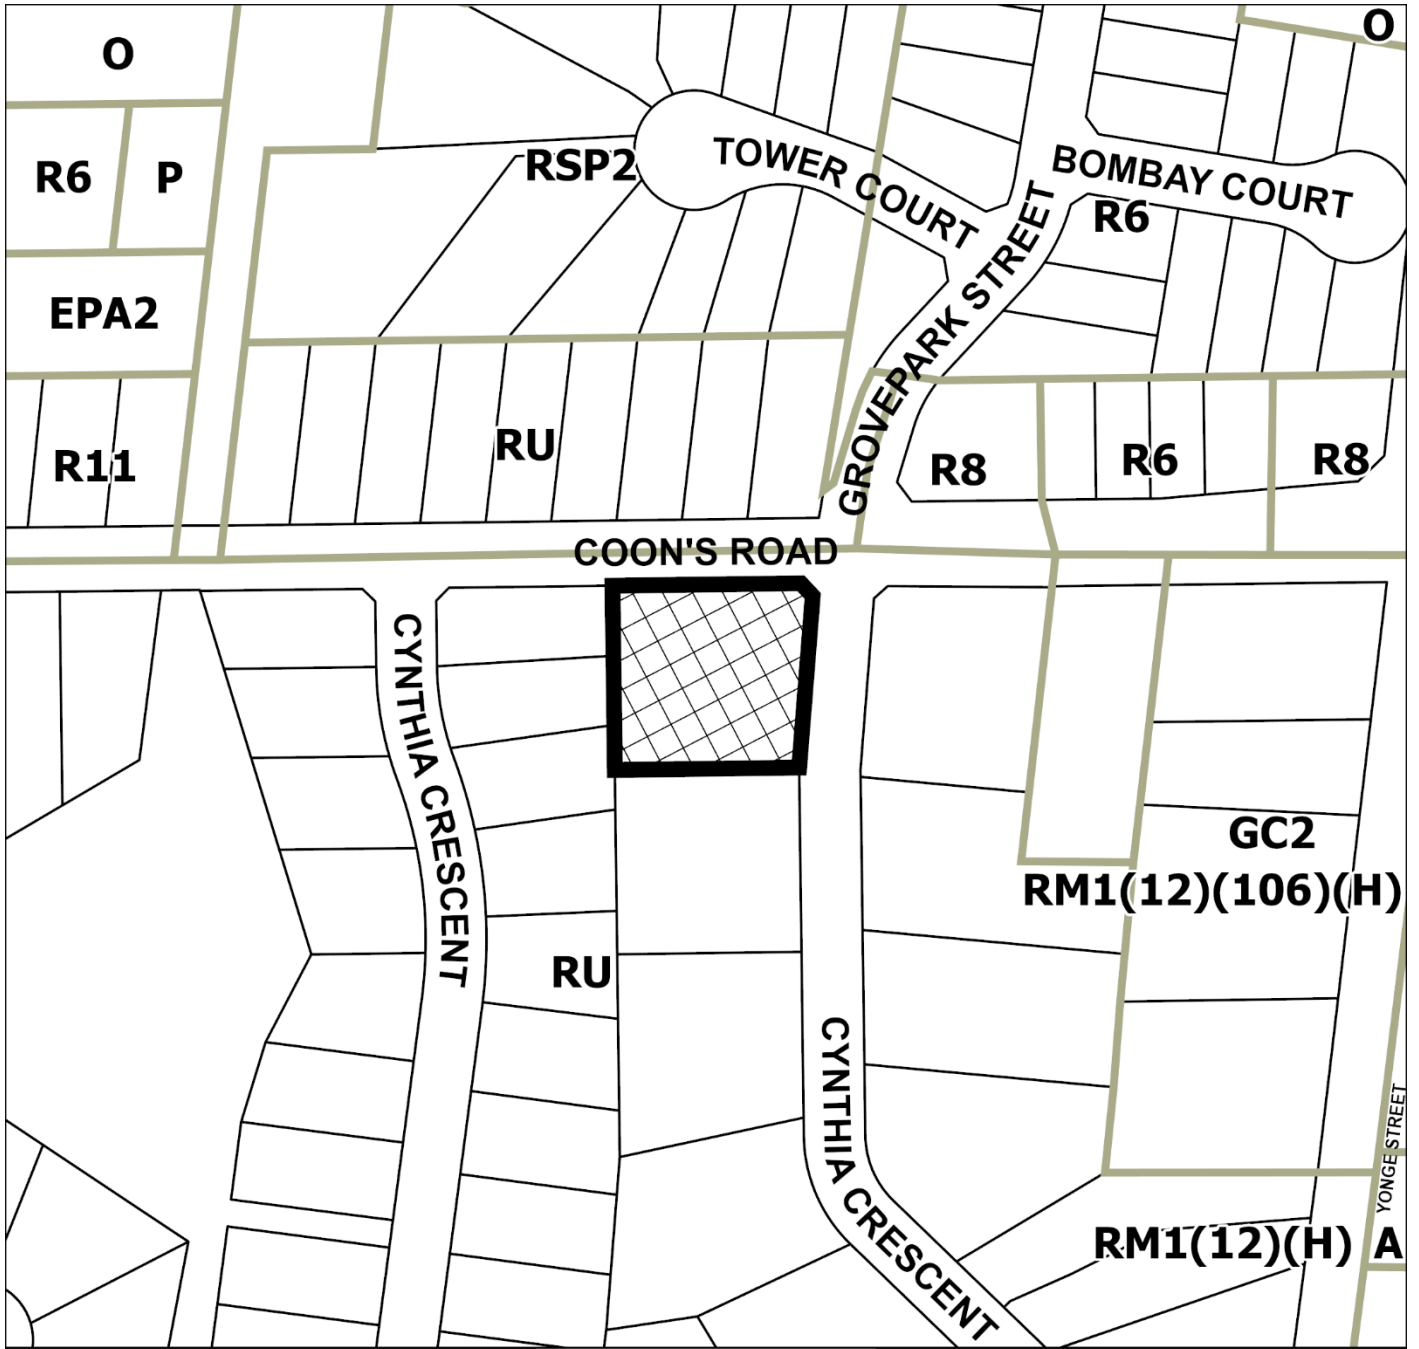 O
O
TOWER COURT
BOMBAY COURT
RSP2
R6
P
R6
GROVEPARK STREET
EPA2
RU
R11
R8
R6
R8
COON'S ROAD
CYNTHIA CRESCENT
GC2
RM1(12)(106)(H)
RU
CYNTHIA CRESCENT
YONGE STREET
RM1(12)(H)
A